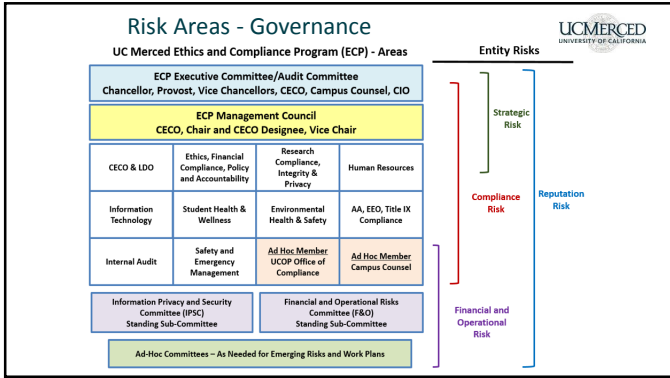 Risk Areas - Governance
UCMERCED
UNIVERSITY OF CALIFORNIA
UC Merced Ethics and Compliance Program (ECP) - Areas
Entity Risks
ECP Executive Committee/Audit Committee
Chancellor, Provost, Vice Chancellors, CECO, Campus Counsel, CIO
ECP Management Council
CECO, Chair and CECO Designee, Vice Chair
CECO & LDO
Ethics, Financial
Compliance, Policy
and Accountability
Research
Compliance,
Integrity &
Privacy
Human Resources
Information
Technology
Student Health &
Wellness
Environmental
Health & Safety
AA, EEO, Title IX
Compliance
Internal Audit
Safety and
Emergency
Management
Ad Hoc Member
UCOP Office of
Compliance
Ad Hoc Member
Campus Counsel
Information Privacy and Security
Committee (IPSC)
Standing Sub-Committee
Financial and Operational Risks
Committee (F&O)
Standing Sub-Committee
Ad-Hoc Committees – As Needed for Emerging Risks and Work Plans
Strategic
Risk
Compliance
Risk
Reputation
Risk
Financial and
Operational
Risk